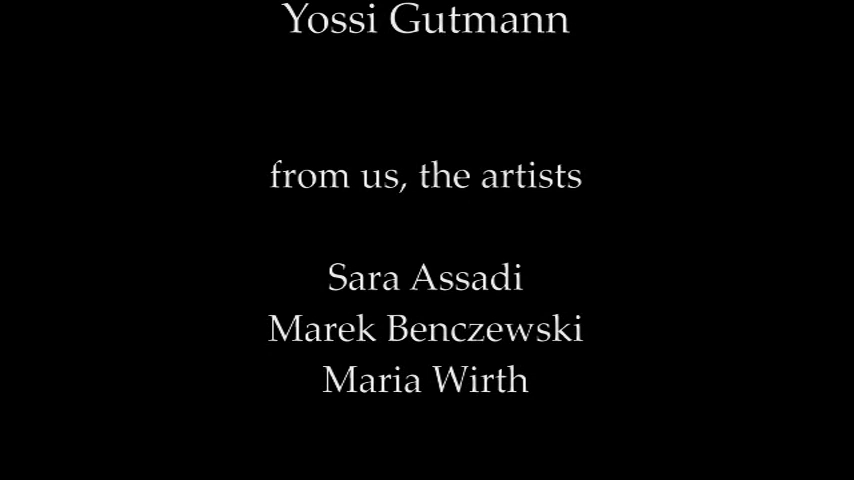 Yossi Gutmann
from us, the artists
Sara Assadi
Marek Benczewski
Maria Wirth